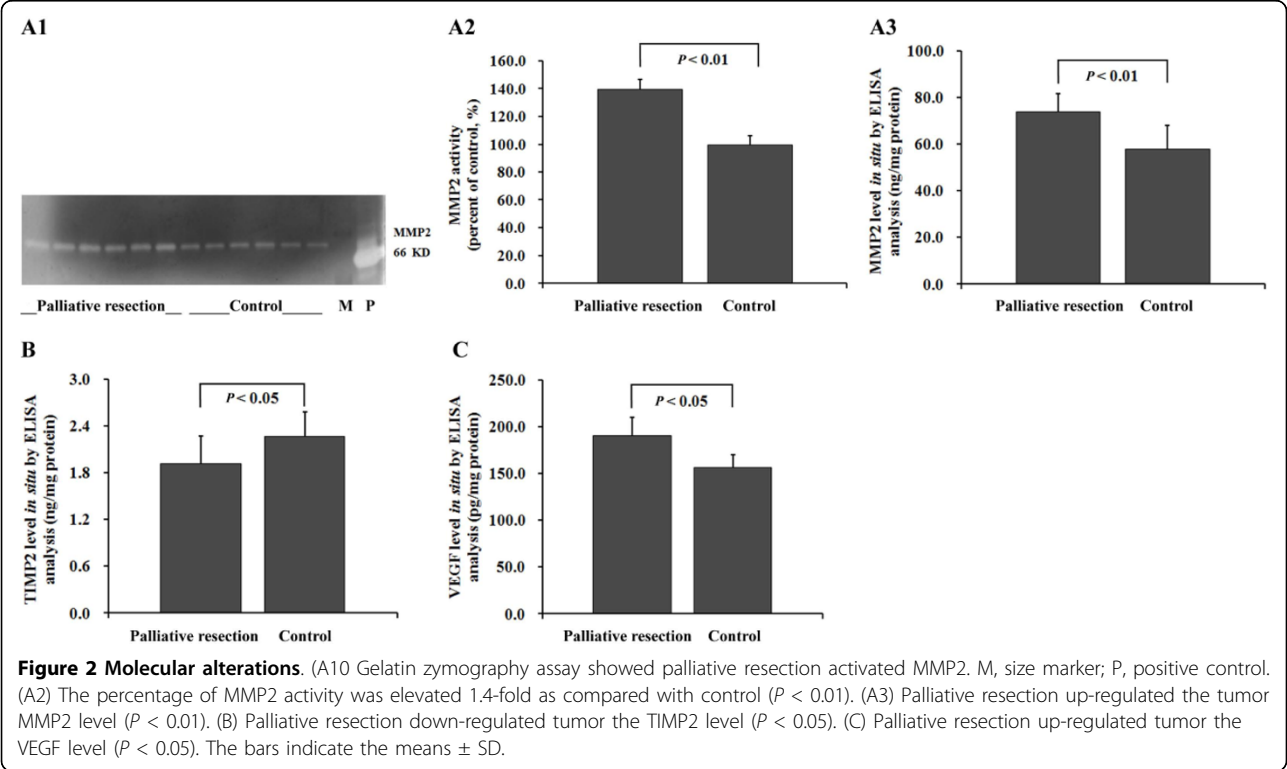 A1
MMP2
66 KD
__Palliative resection__ _____Control_____ M P
A2
MMP2 activity
(percent of control, %)
160.0
140.0
120.0
100.0
80.0
60.0
40.0
20.0
0.0
P < 0.01
Palliative resection Control
A3
MMP2 level in situ by ELISA
analysis (ng/mg protein)
100.0
80.0
60.0
40.0
20.0
0.0
P < 0.01
Palliative resection Control
B
TIMP2 level in situ by ELISA
analysis (ng/mg protein)
3.0
2.4
1.8
1.2
0.6
0.0
P < 0.05
Palliative resection Control
C
VEGF level in situ by ELISA
analysis (pg/mg protein)
250.0
200.0
150.0
100.0
50.0
0.0
P < 0.05
Palliative resection Control
Figure 2 Molecular alterations. (A10 Gelatin zymography assay showed palliative resection activated MMP2. M, size marker; P, positive control.
(A2) The percentage of MMP2 activity was elevated 1.4-fold as compared with control (P < 0.01). (A3) Palliative resection up-regulated the tumor
MMP2 level (P < 0.01). (B) Palliative resection down-regulated tumor the TIMP2 level (P < 0.05). (C) Palliative resection up-regulated tumor the
VEGF level (P < 0.05). The bars indicate the means ± SD.